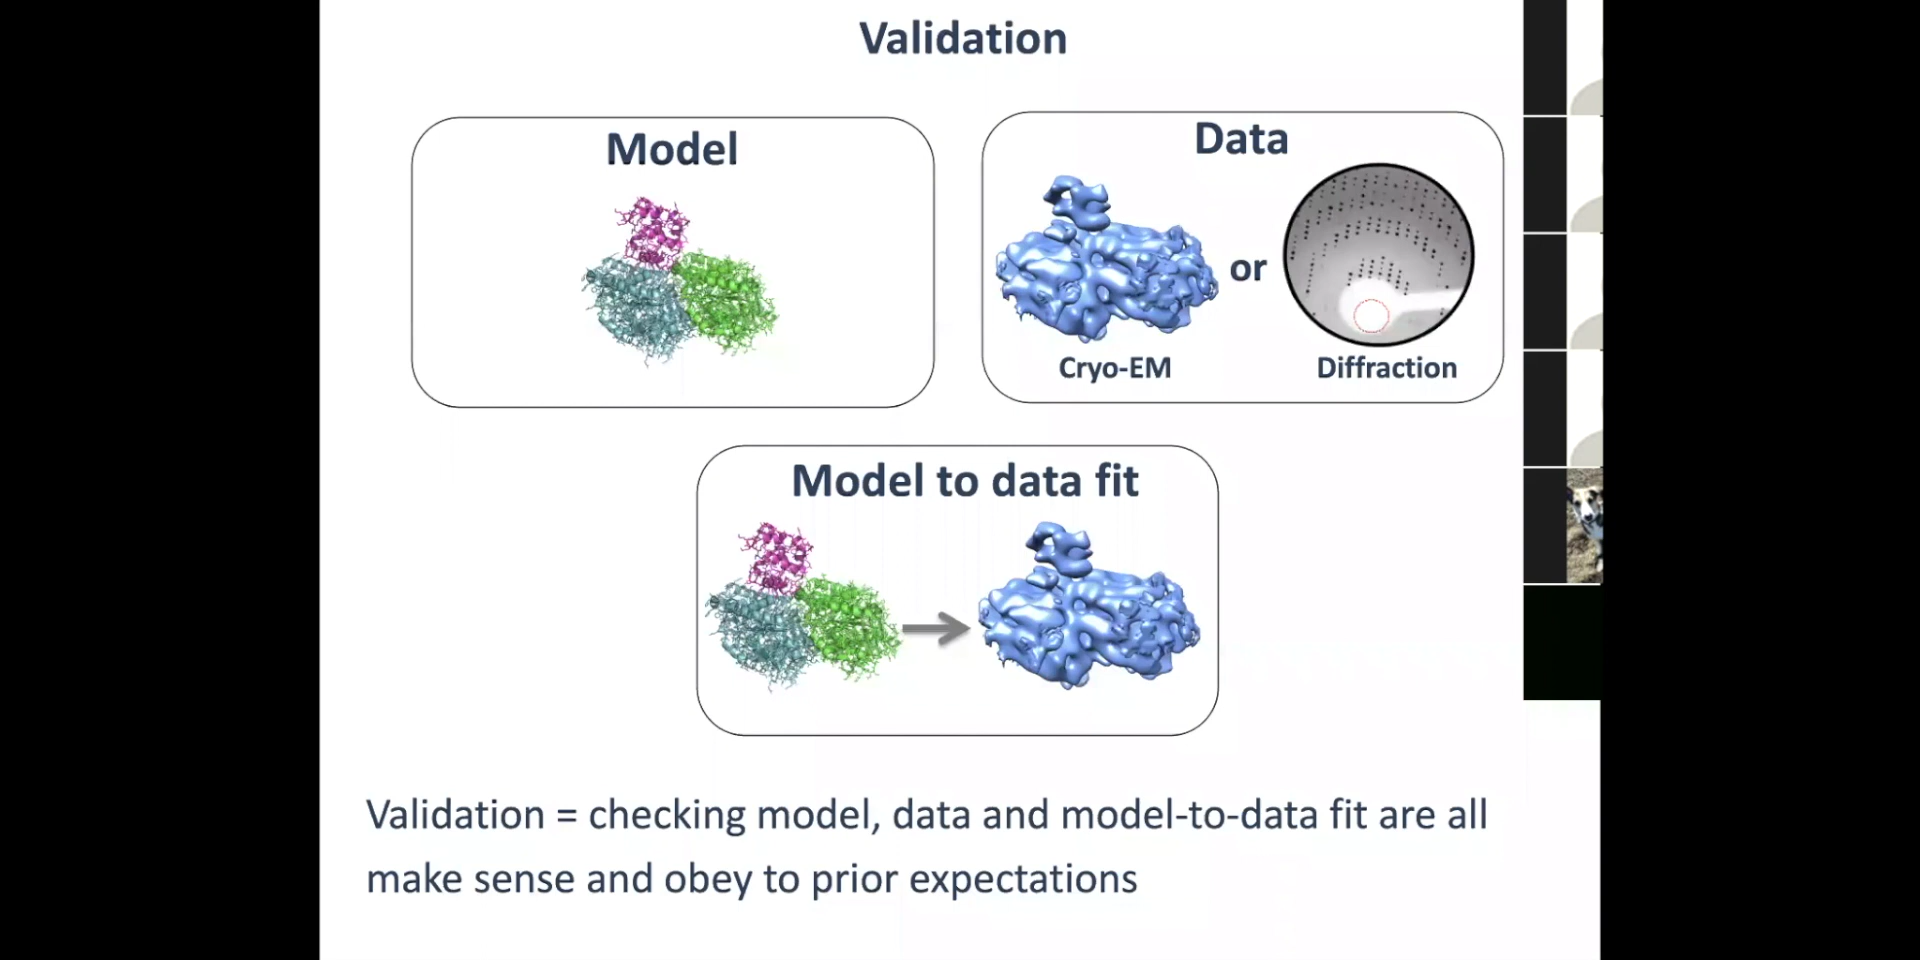 Validation
Model
Data
or
Cryo-EM
Diffraction
Model to data fit
Validation = checking model, data and model-to-data fit are all
make sense and obey to prior expectations